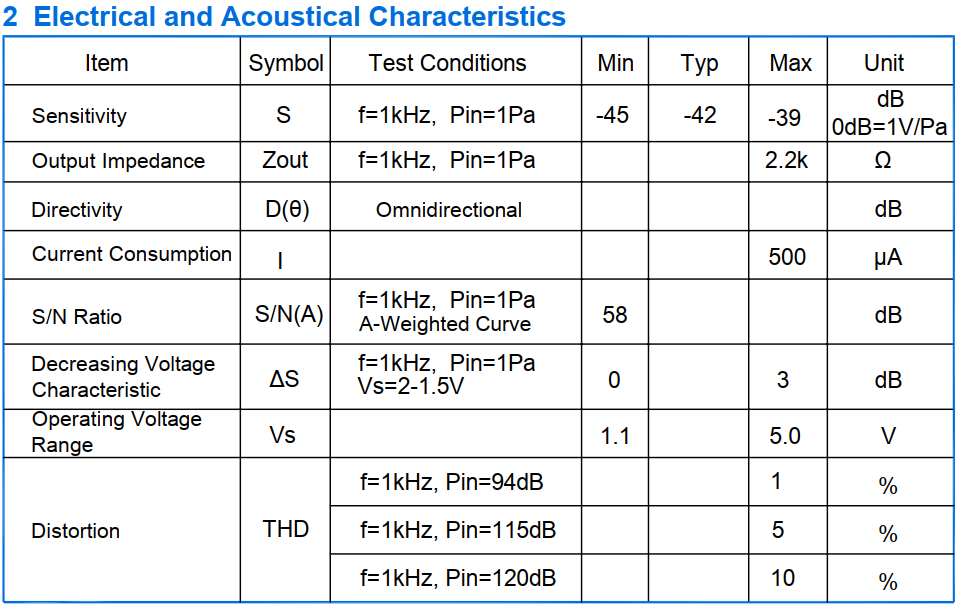 2 Electrical and Acoustical Characteristics
Item Symbol Test Conditions Min Typ Max Unit
Sensitivity S f=1kHz, Pin=1Pa -45 -42 -39 dB
0dB=1V/Pa
Output Impedance Zout f=1kHz, Pin=1Pa 2.2k Ω
Directivity D(θ) Omnidirectional dB
Current Consumption I 500 μA
S/N Ratio S/N(A) f=1kHz, Pin=1Pa 58 dB
A-Weighted Curve
Decreasing Voltage f=1kHz, Pin=1Pa
Characteristic ΔS Vs=2-1.5V 0 3 dB
Operating Voltage
Range Vs 1.1 5.0 V
f=1kHz, Pin=94dB 1 %
Distortion THD f=1kHz, Pin=115dB 5 %
f=1kHz, Pin=120dB 10 %